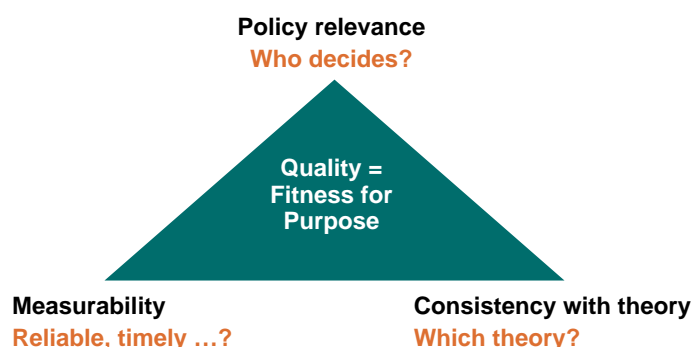 Policy relevance
Who decides?
Quality =
Fitness for
Purpose
Measurability
Reliable, timely …?
Consistency with theory
Which theory?